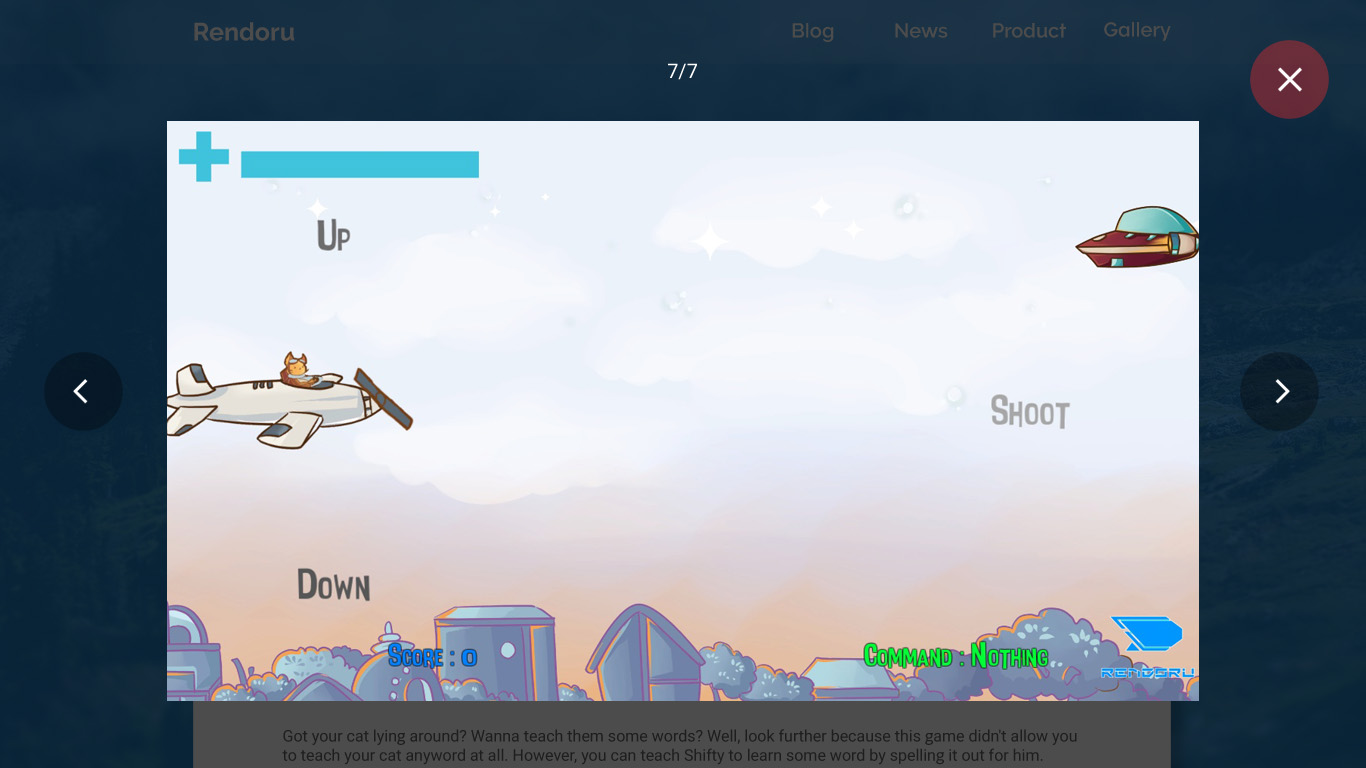 Rendoru
Blog
News
Product
Gallery
7/7
Up
Shoot
Down
Score : 0
Command : Nothing
RENDORU
Got your cat lying around? Wanna teach them some words? Well, look further because this game didn't allow you
to teach your cat anyword at all. However, you can teach Shifty to learn some word by spelling it out for him.